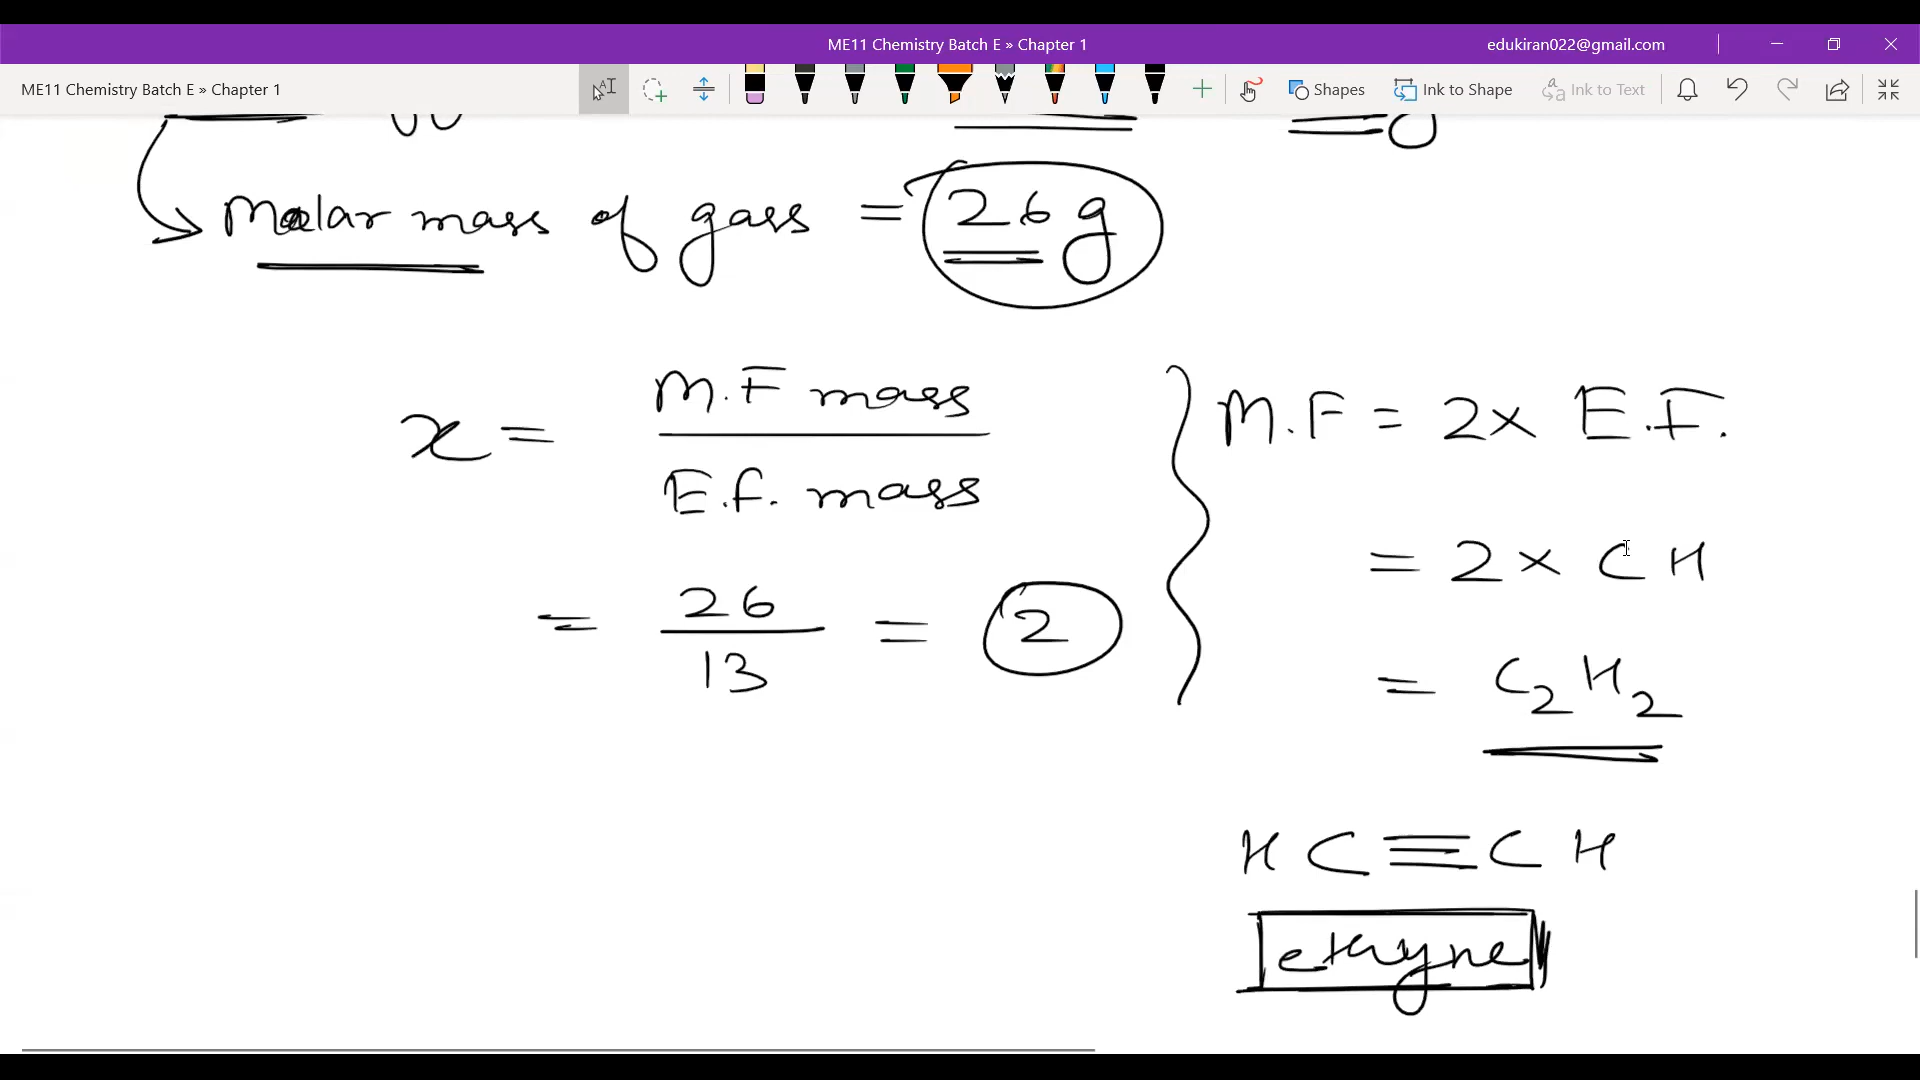 ME11 Chemistry Batch E » Chapter 1
edukiran022@gmail.com
ME11 Chemistry Batch E » Chapter 1
Shapes
Ink to Shape
Ink to Text
Molar mass of gass = 26 g
x = M.F mass / E.f. mass
= 26 / 13 = 2
M.F = 2x E.F.
= 2 x CH
= C₂H₂
HC≡CH
ethyne